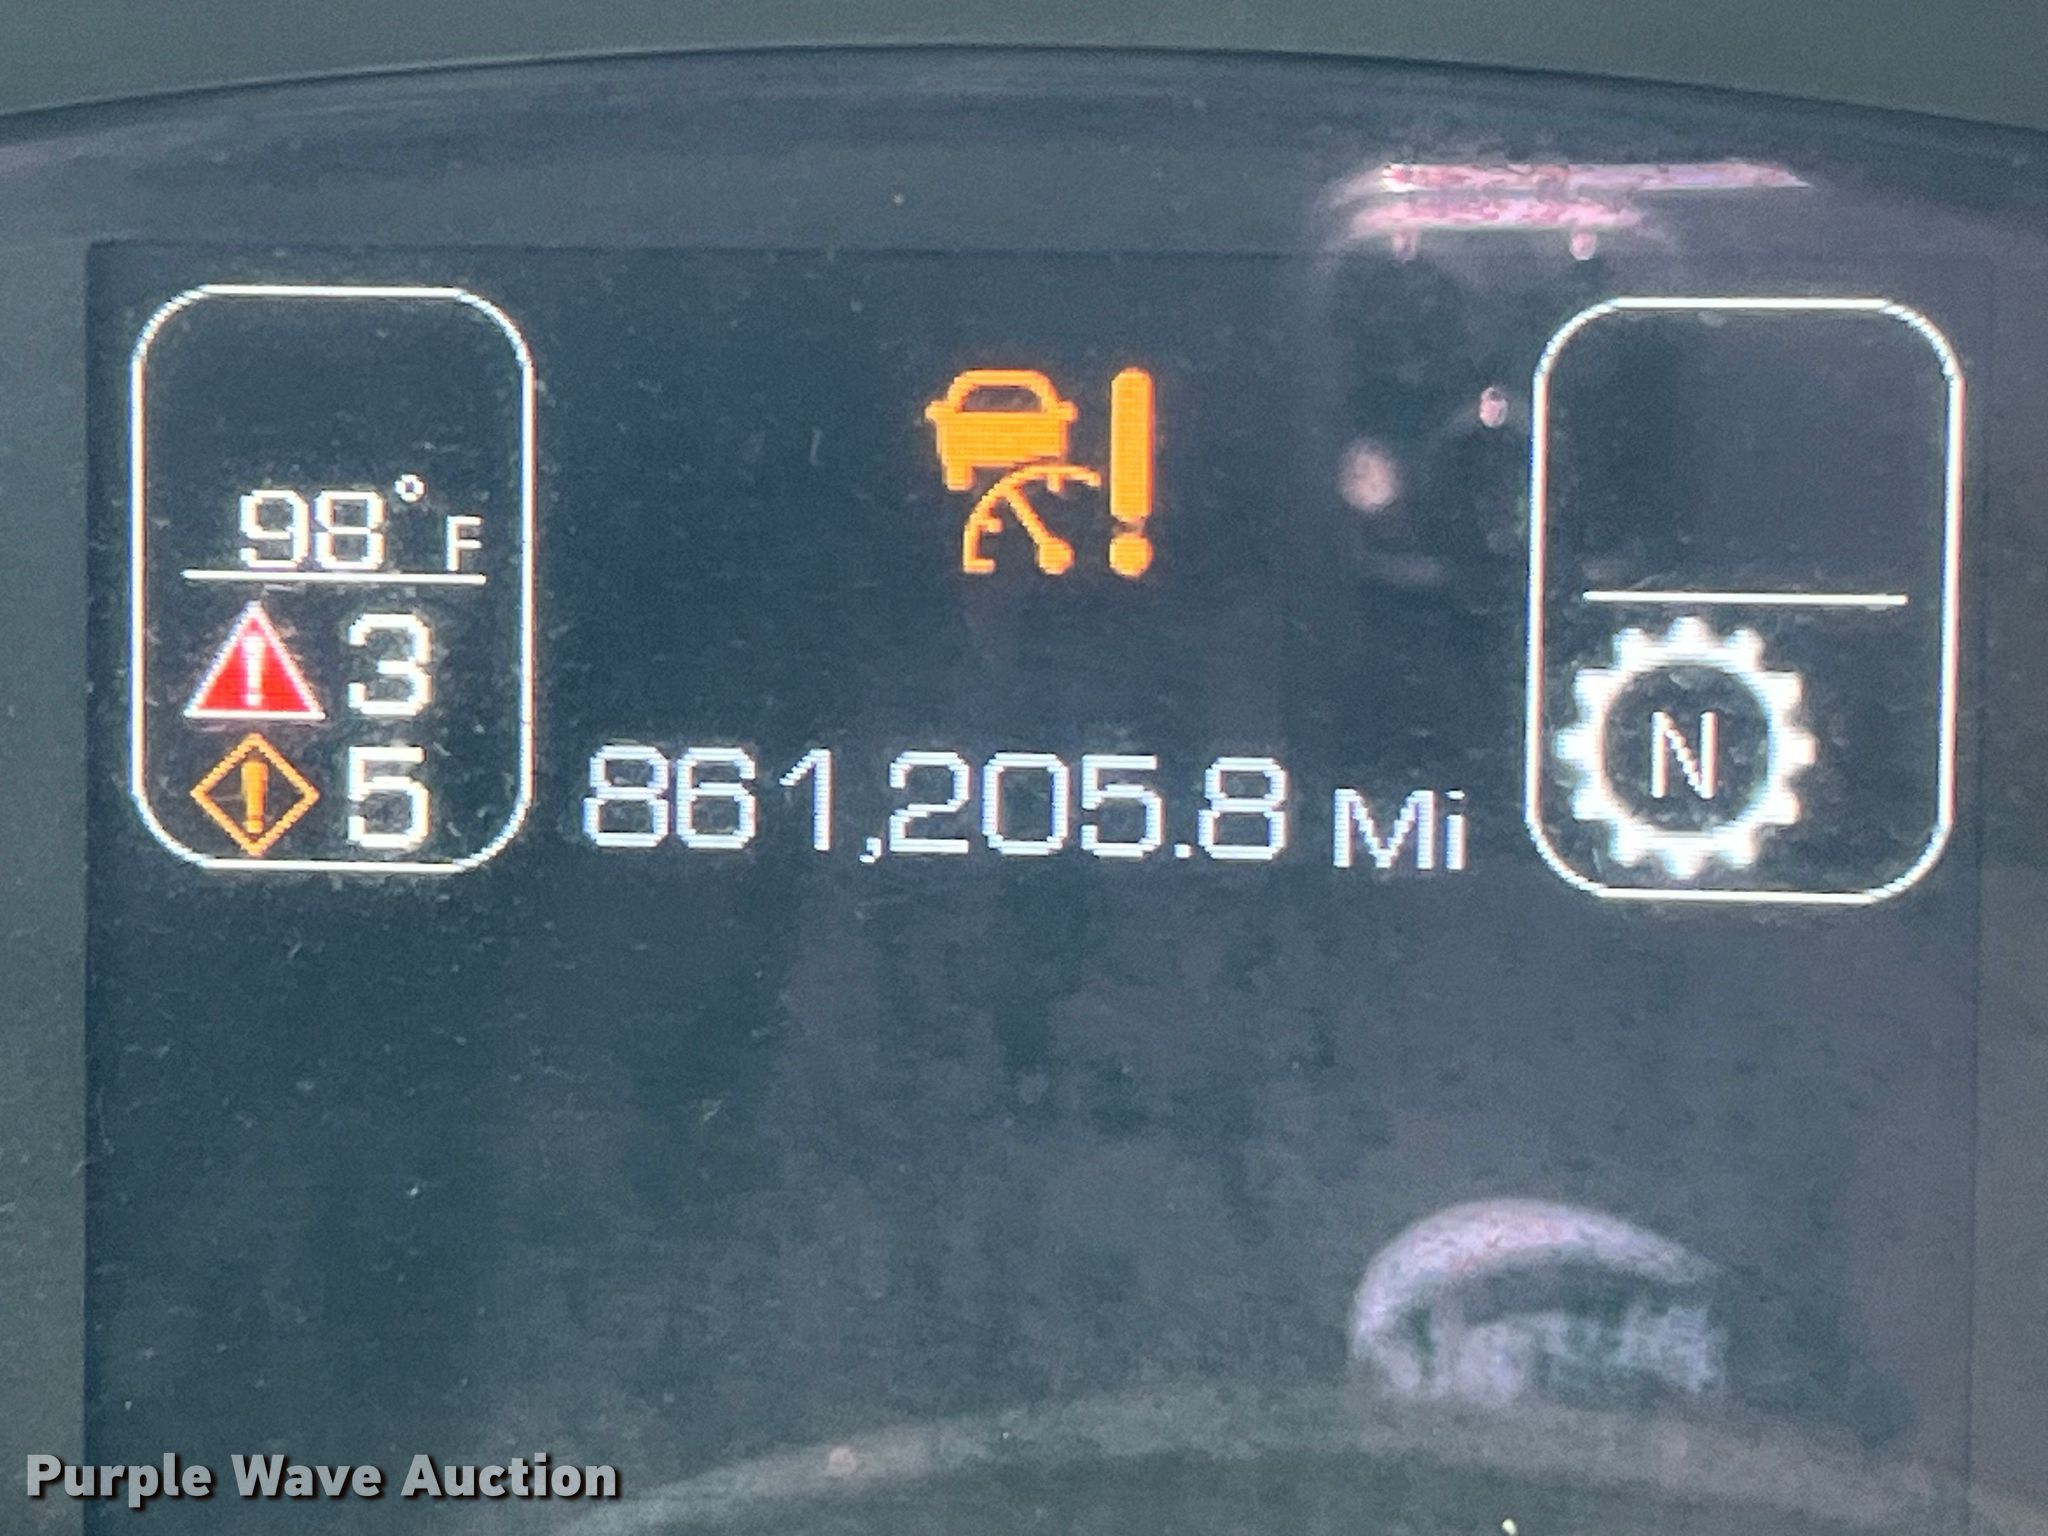 98°F
! 3
! 5
!
861,205.8 Mi
N
Purple Wave Auction